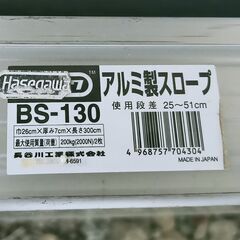 Hasegawa
TM
アルミ製スロープ
BS-130
使用段差 25～51cm
巾26cm×厚み7cm×長さ300cm
最大使用質量(荷重) 200kg(2000N)/2枚
長谷川工業株式会社
-6591
4 968757 704304
MADE IN JAPAN